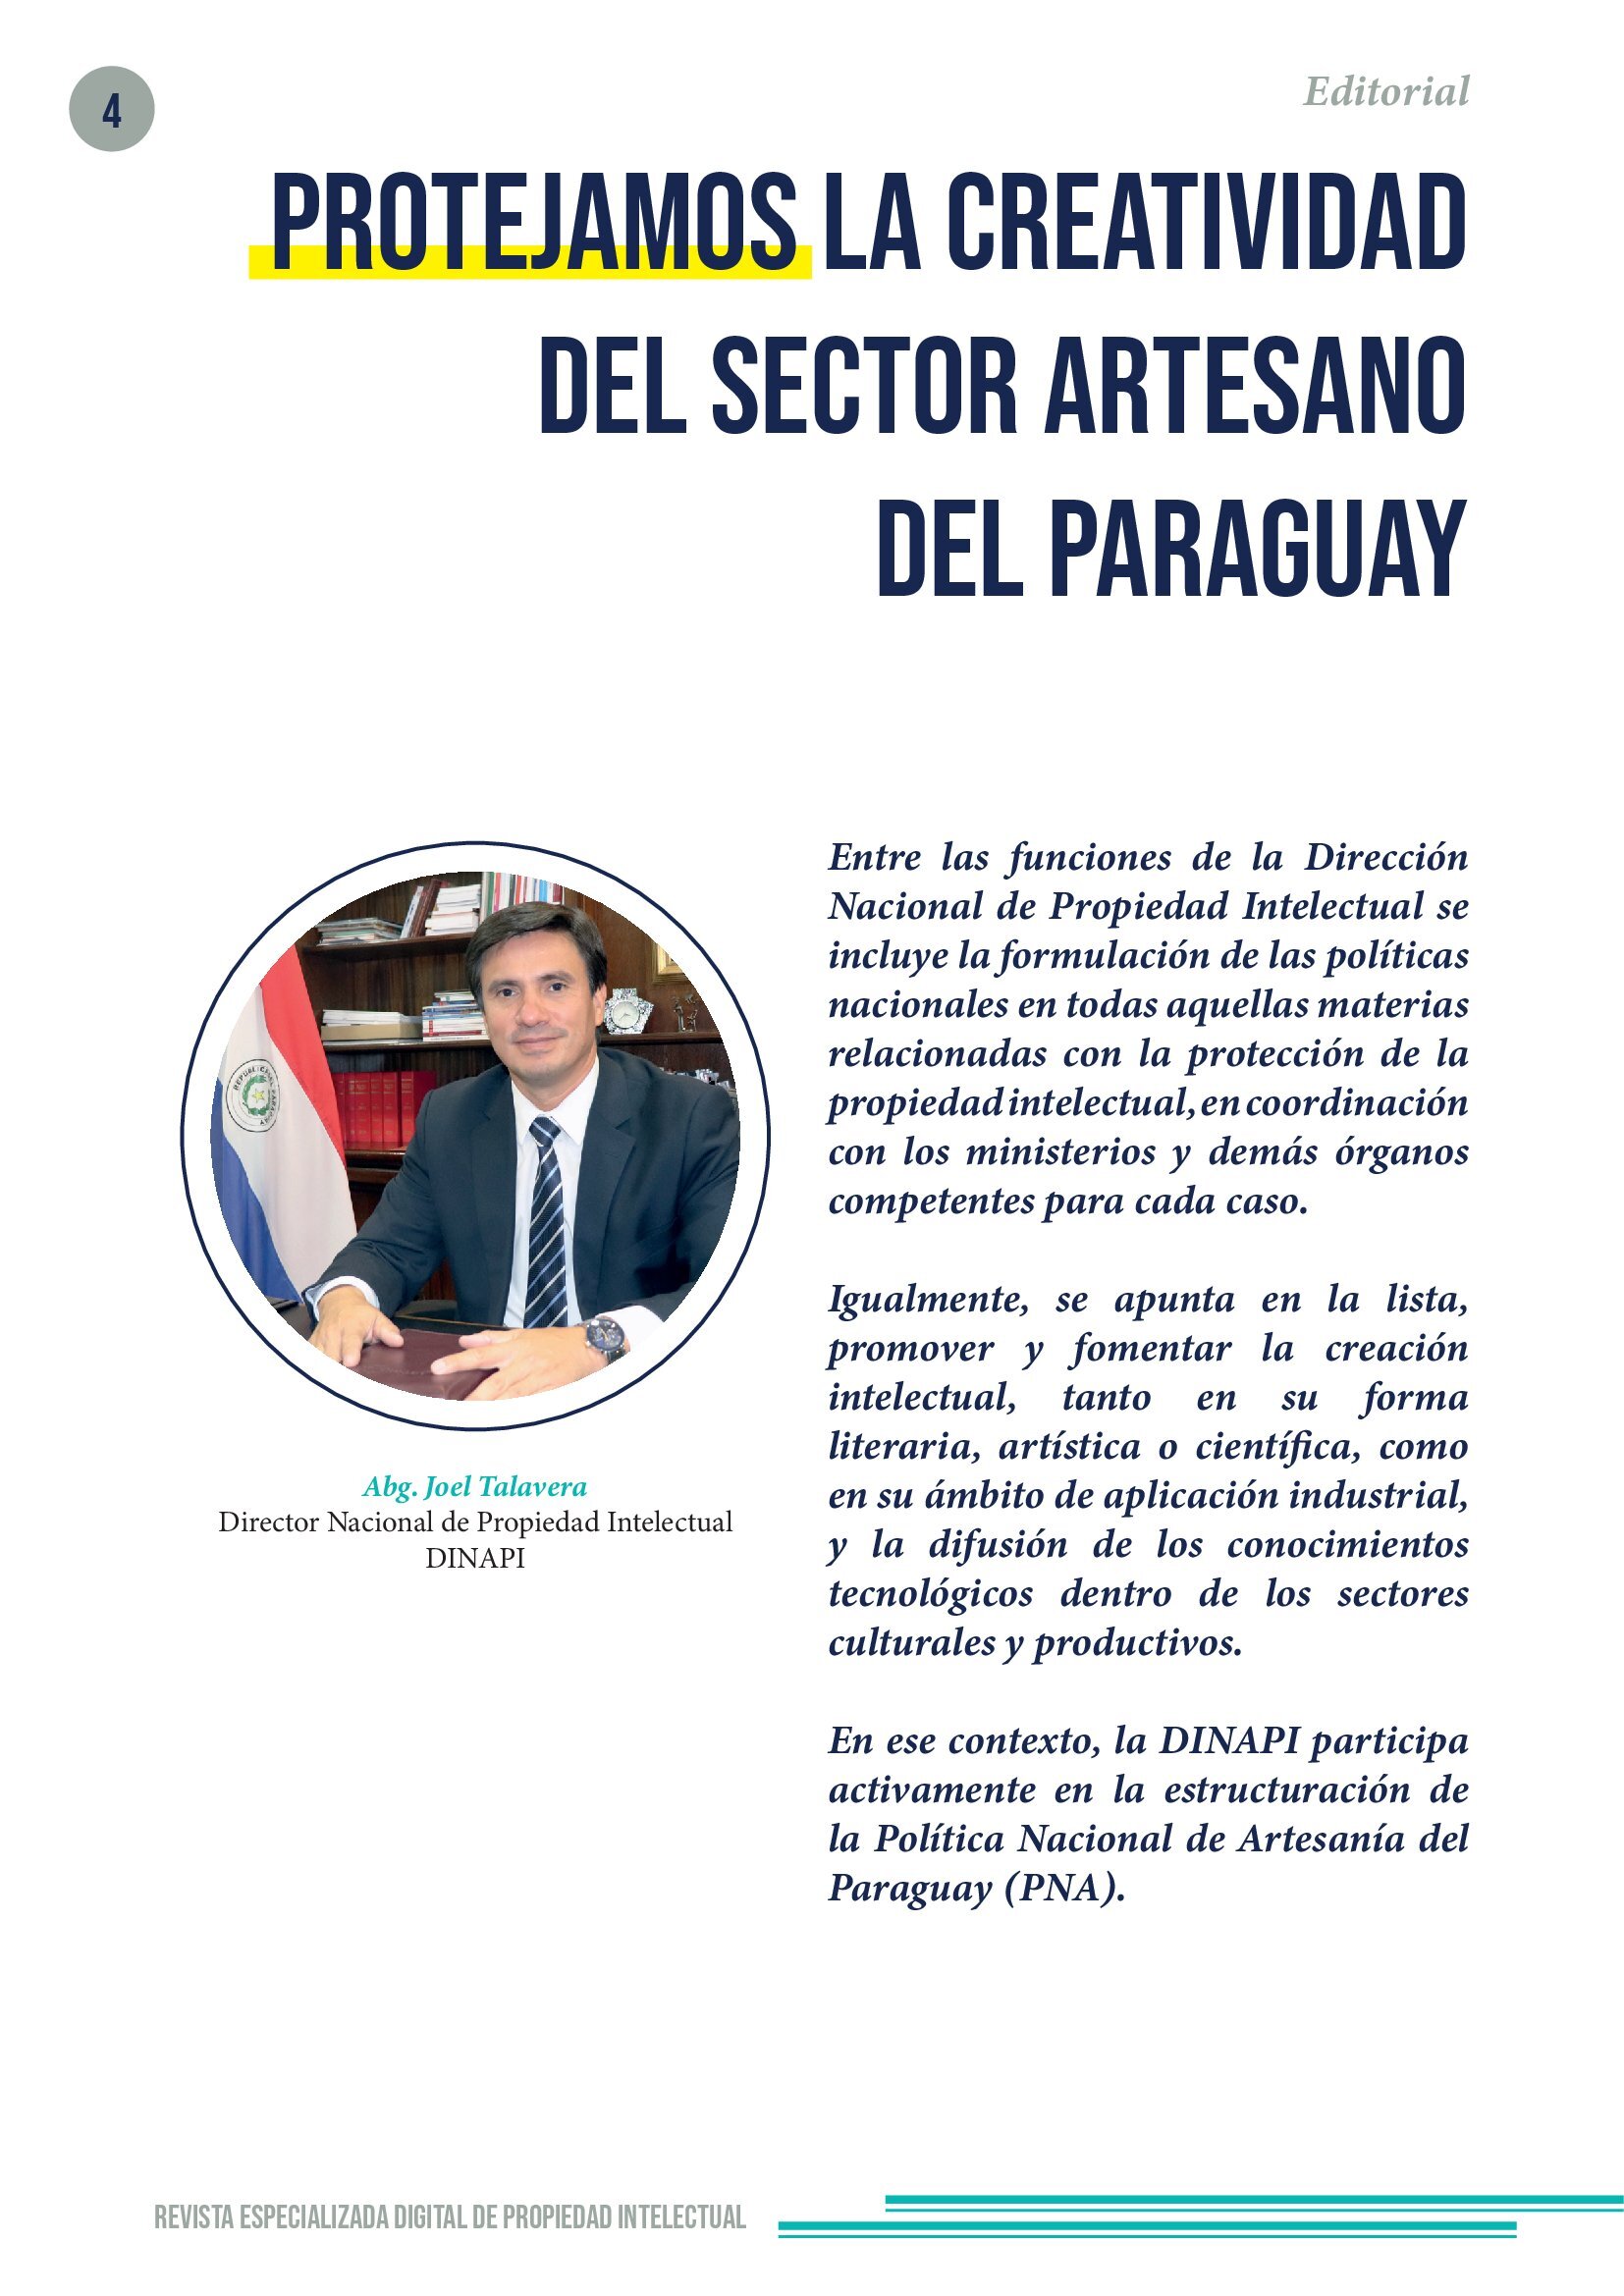 4
Editorial
PROTEJAMOS LA CREATIVIDAD
DEL SECTOR ARTESANO
DEL PARAGUAY
REPUBLICA DEL PARAGUAY
Abg. Joel Talavera
Director Nacional de Propiedad Intelectual
DINAPI
Entre las funciones de la Dirección
Nacional de Propiedad Intelectual se
incluye la formulación de las políticas
nacionales en todas aquellas materias
relacionadas con la protección de la
propiedad intelectual, en coordinación
con los ministerios y demás órganos
competentes para cada caso.
Igualmente, se apunta en la lista,
promover y fomentar la creación
intelectual, tanto en su forma
literaria, artística o científica, como
en su ámbito de aplicación industrial,
y la difusión de los conocimientos
tecnológicos dentro de los sectores
culturales y productivos.
En ese contexto, la DINAPI participa
activamente en la estructuración de
la Política Nacional de Artesanía del
Paraguay (PNA).
REVISTA ESPECIALIZADA DIGITAL DE PROPIEDAD INTELECTUAL